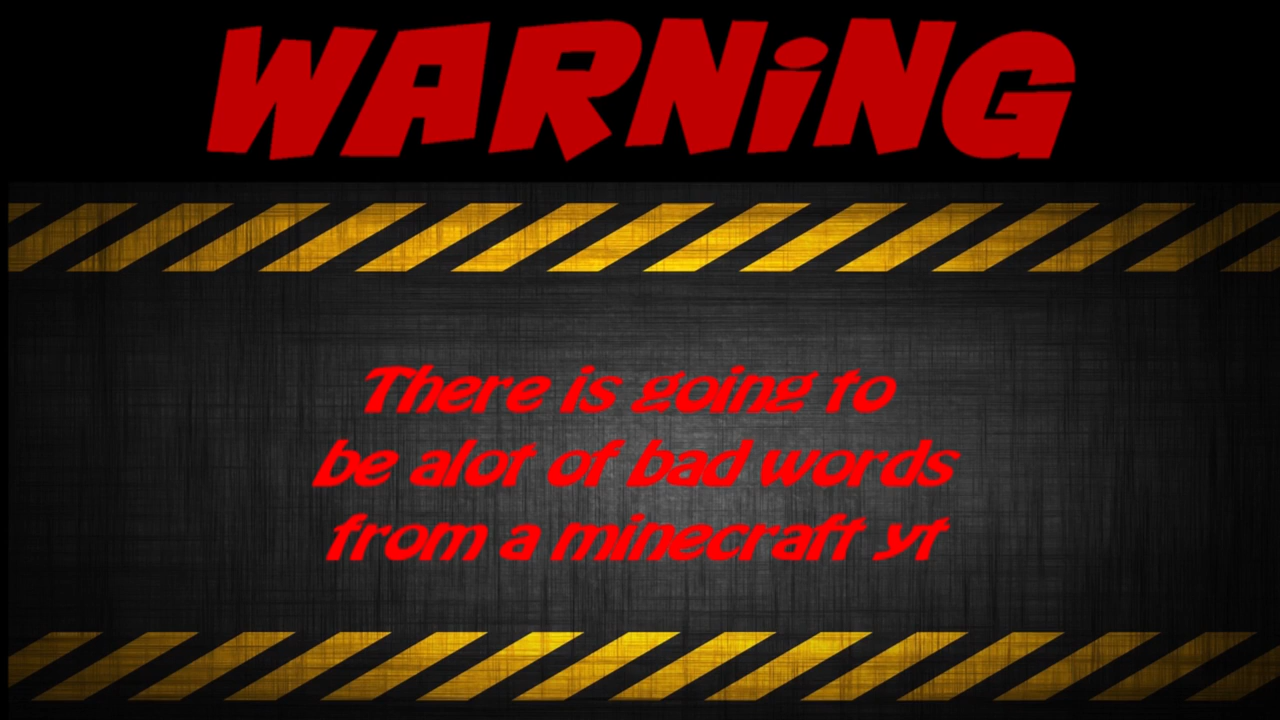 WARNiNG
There is going to
be alot of bad words
from a minecraft yt